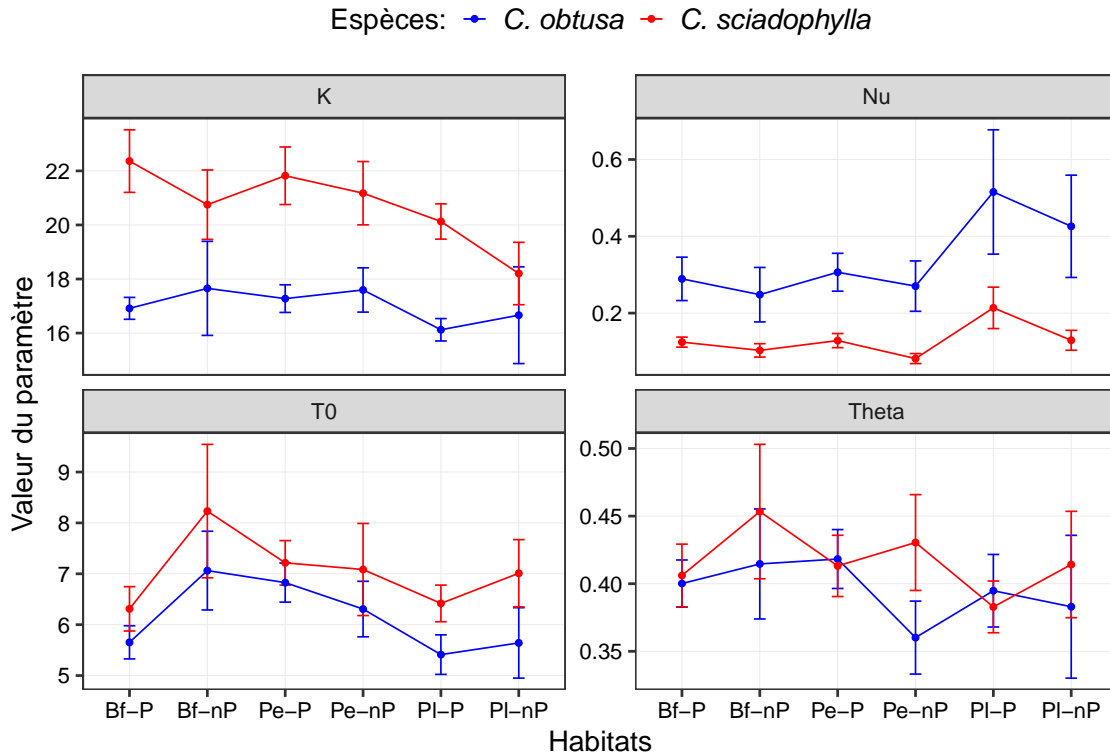 Espèces: C. obtusa C. sciadophylla
K
Nu
22
20
18
16
0.6
0.4
0.2
T0
Theta
9
8
7
6
5
0.50
0.45
0.40
0.35
Valeur du paramètre
Bf−P Bf−nP Pe−P Pe−nP Pl−P Pl−nP
Bf−P Bf−nP Pe−P Pe−nP Pl−P Pl−nP
Habitats